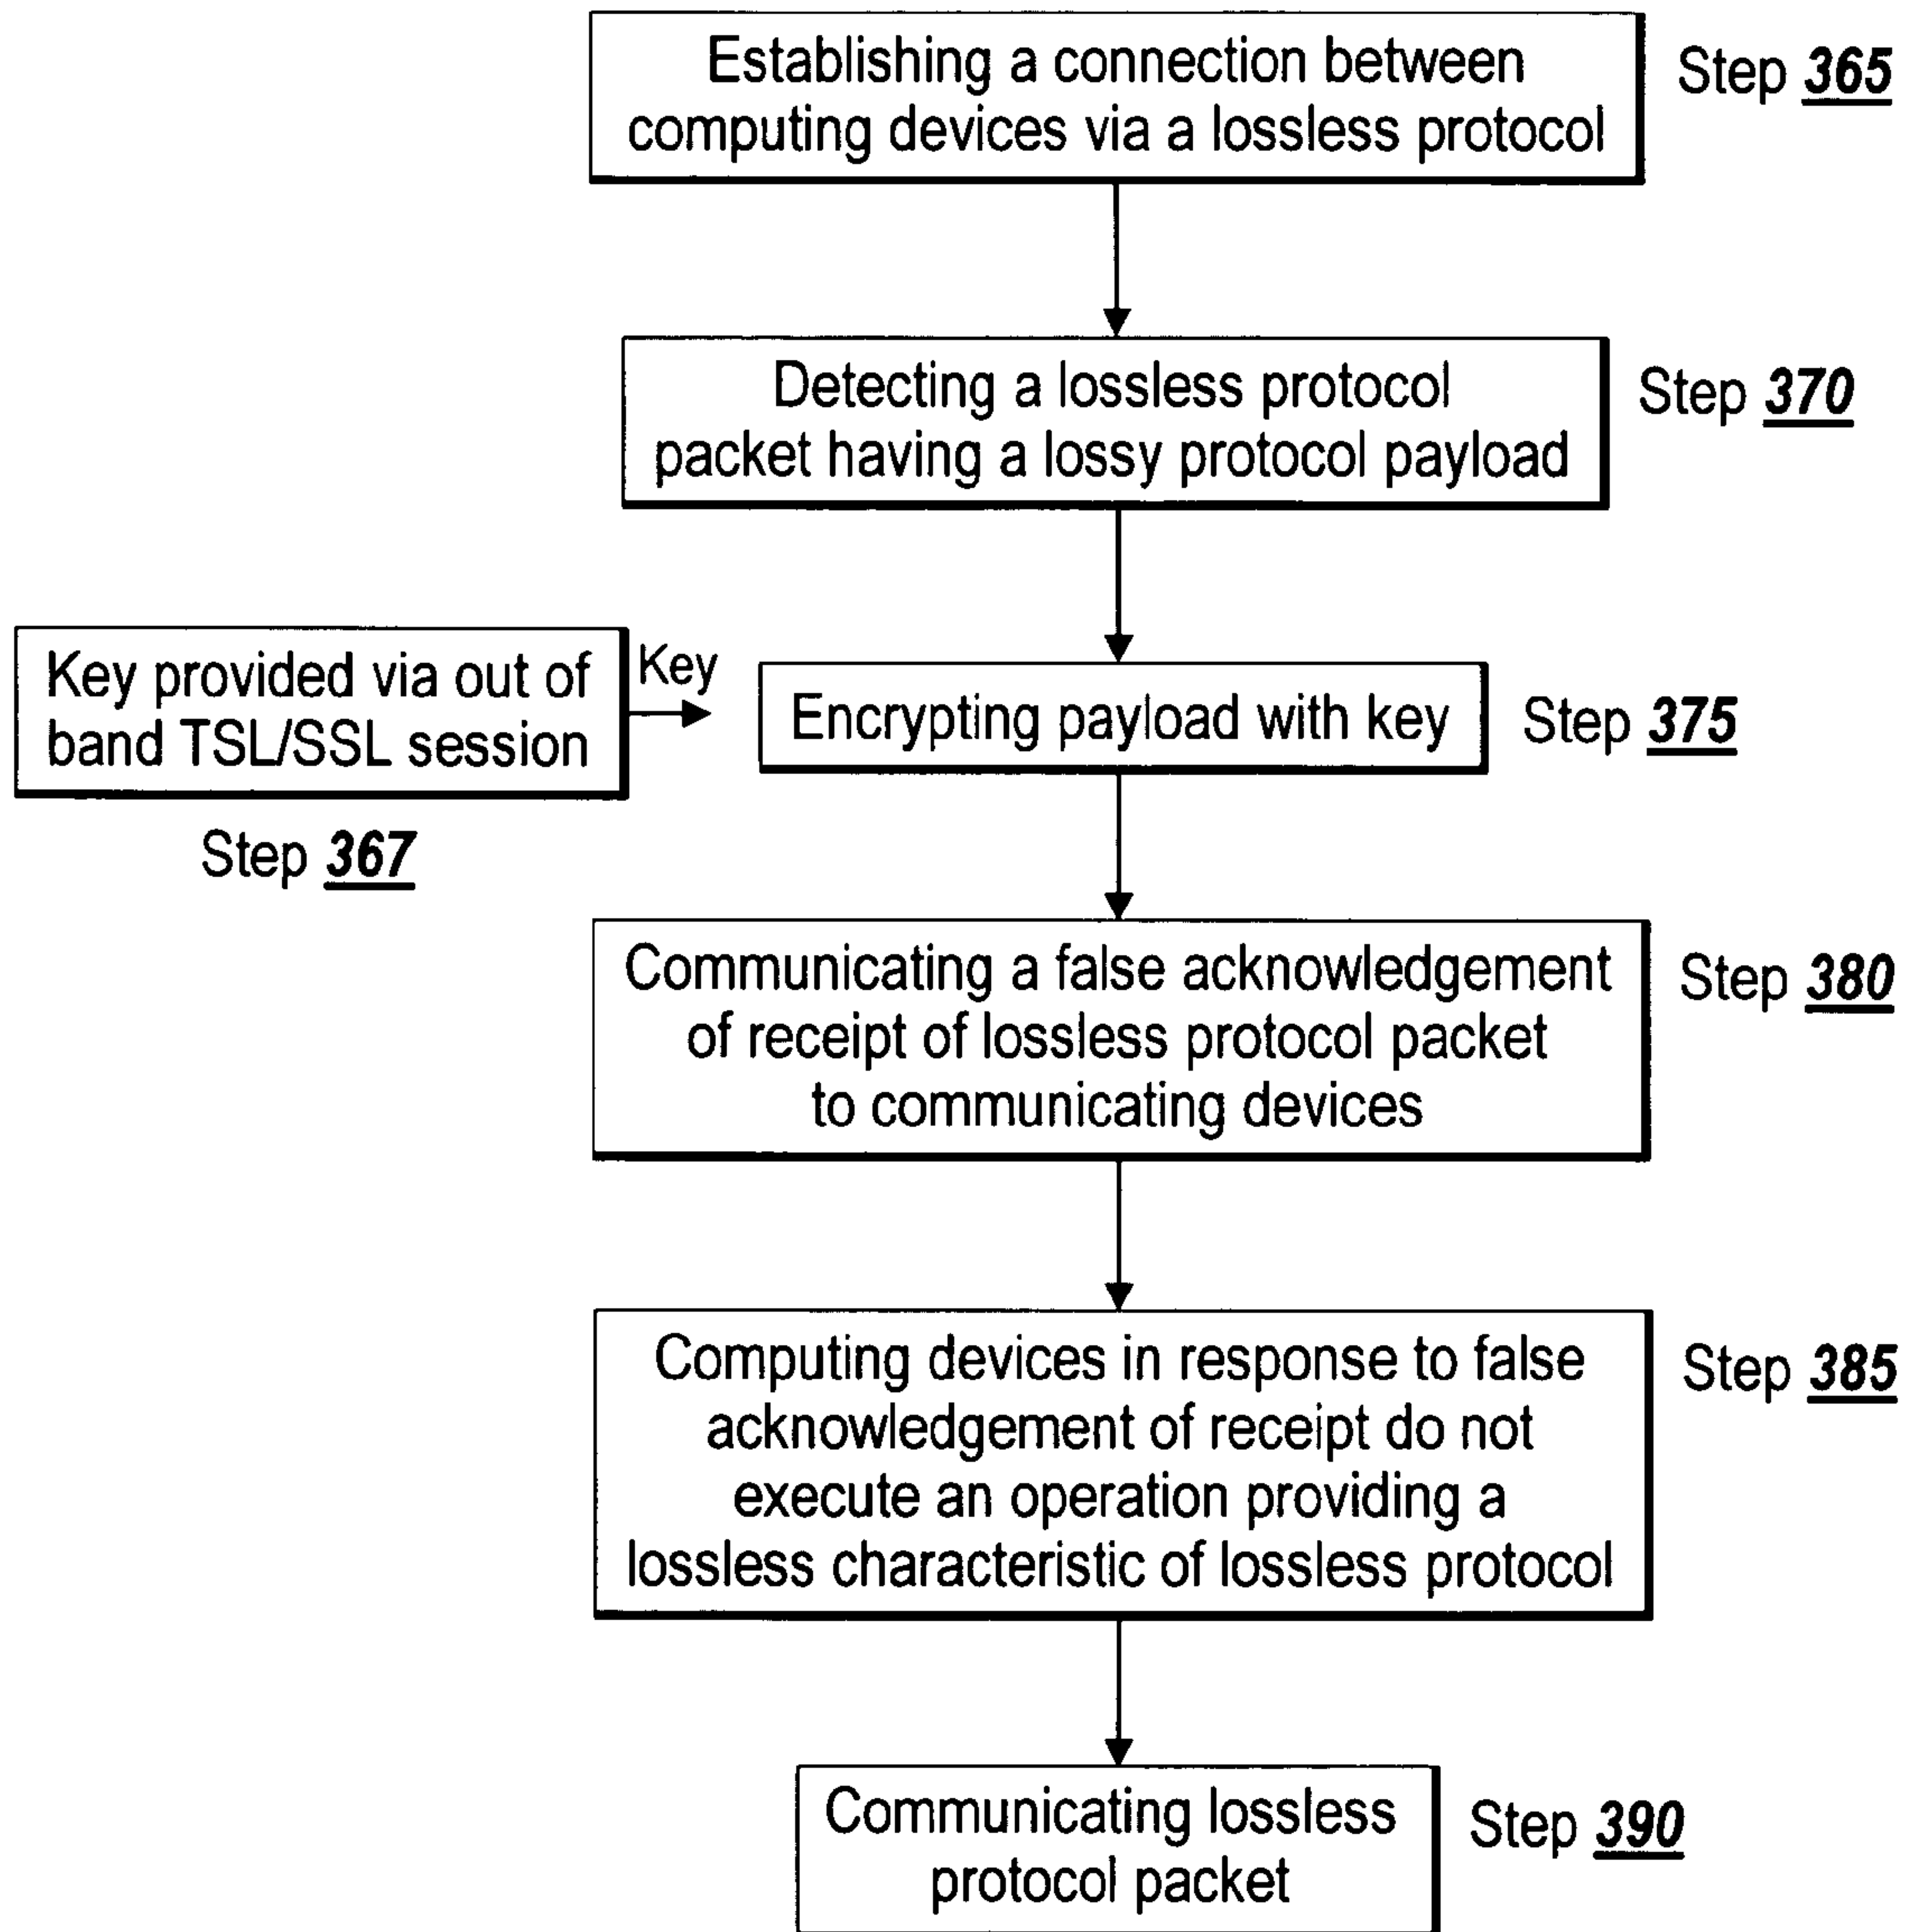 Establishing a connection between
computing devices via a lossless protocol
Step 365
Detecting a lossless protocol
packet having a lossy protocol payload
Step 370
Key provided via out of
band TSL/SSL session
Step 367
Key
Encrypting payload with key
Step 375
Communicating a false acknowledgement
of receipt of lossless protocol packet
to communicating devices
Step 380
Computing devices in response to false
acknowledgement of receipt do not
execute an operation providing a
lossless characteristic of lossless protocol
Step 385
Communicating lossless
protocol packet
Step 390